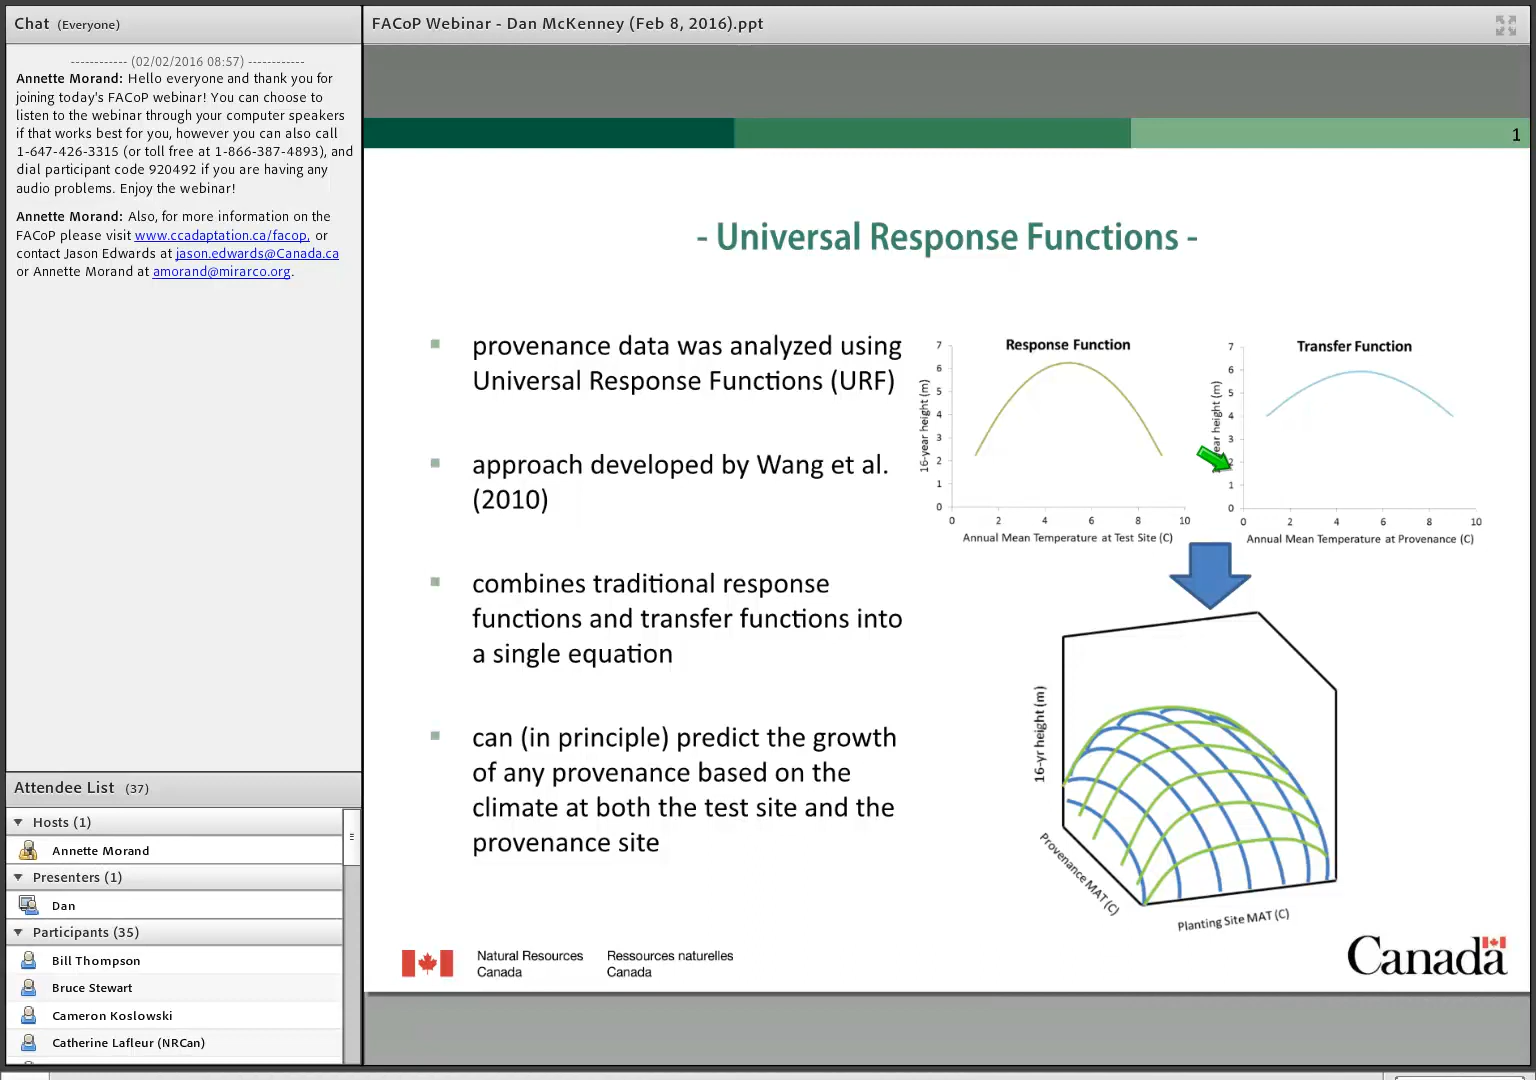 Chat (Everyone)
------------ (02/02/2016 08:57) ------------
Annette Morand: Hello everyone and thank you for
joining today's FACoP webinar! You can choose to
listen to the webinar through your computer speakers
if that works best for you, however you can also call
1-647-426-3315 (or toll free at 1-866-387-4893), and
dial participant code 920492 if you are having any
audio problems. Enjoy the webinar!
Annette Morand: Also, for more information on the
FACoP please visit www.ccadaptation.ca/facop, or
contact Jason Edwards at jason.edwards@Canada.ca
or Annette Morand at amorand@mirarco.org.
Attendee List (37)
Hosts (1)
Annette Morand
Presenters (1)
Dan
Participants (35)
Bill Thompson
Bruce Stewart
Cameron Koslowski
Catherine Lafleur (NRCan)
FACoP Webinar - Dan McKenney (Feb 8, 2016).ppt
1
- Universal Response Functions -
provenance data was analyzed using
Universal Response Functions (URF)
approach developed by Wang et al.
(2010)
combines traditional response
functions and transfer functions into
a single equation
can (in principle) predict the growth
of any provenance based on the
climate at both the test site and the
provenance site
Response Function
16-year height (m)
7
6
5
4
3
2
1
0
0 2 4 6 8 10
Annual Mean Temperature at Test Site (C)
Transfer Function
year height (m)
7
6
5
4
3
2
1
0
0 2 4 6 8 10
Annual Mean Temperature at Provenance (C)
16-yr height (m)
Provenance MAT (C)
Planting Site MAT (C)
Natural Resources
Canada
Ressources naturelles
Canada
Canada